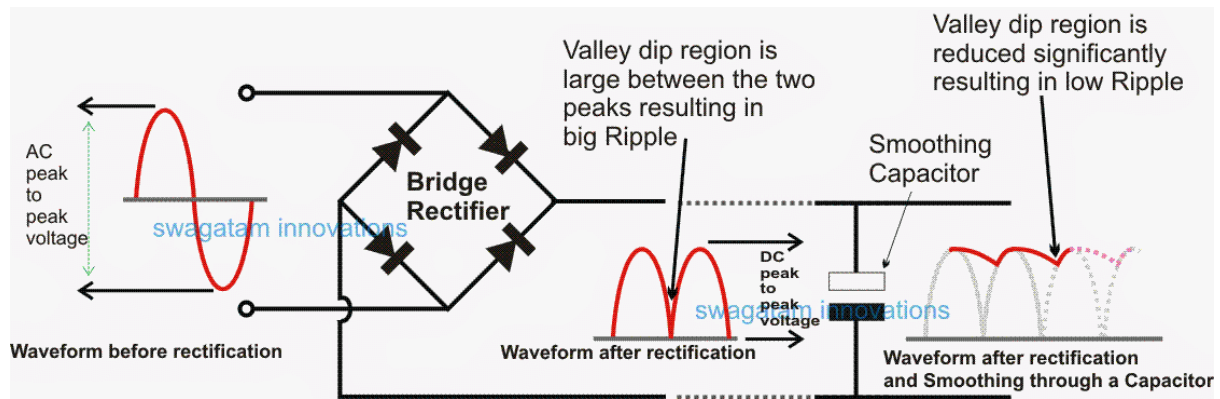 Valley dip region is
large between the two
peaks resulting in
big Ripple
Valley dip region is
reduced significantly
resulting in low Ripple
AC
peak
to
peak
voltage
Bridge
Rectifier
Smoothing
Capacitor
swagatam innovations
DC
peak
to
peak
voltage
swagatam innovations
Waveform before rectification
Waveform after rectification
Waveform after rectification
and Smoothing through a Capacitor